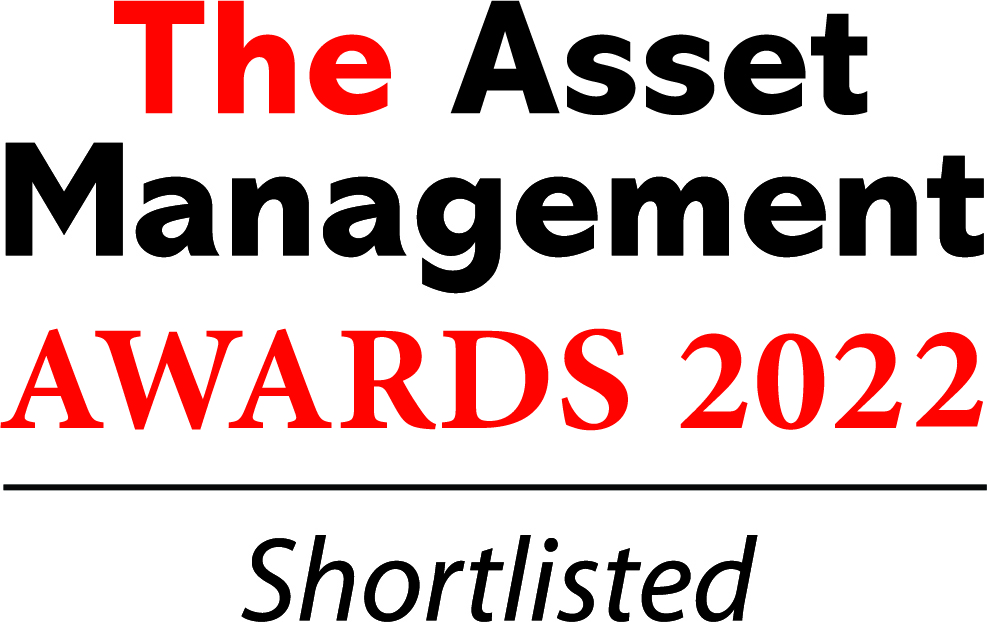 The Asset
Management
AWARDS 2022
Shortlisted